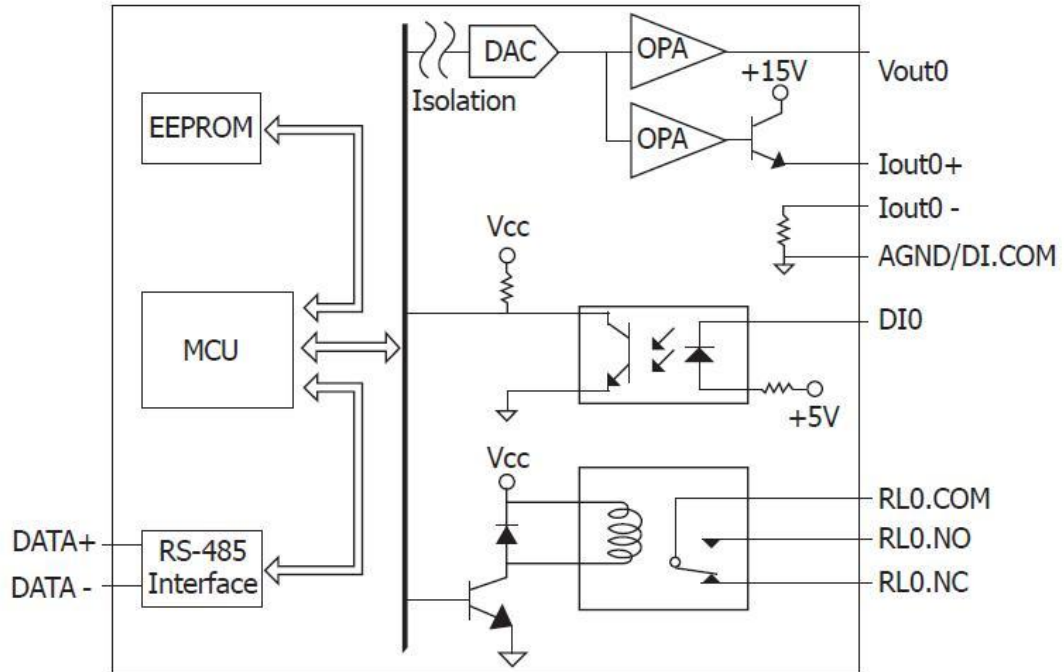 DAC
OPA
Vout0
+15V
Isolation
EEPROM
OPA
Iout0+
Iout0 -
Vcc
AGND/DI.COM
DI0
MCU
+5V
Vcc
RL0.COM
DATA+
RS-485
Interface
RL0.NO
DATA -
RL0.NC